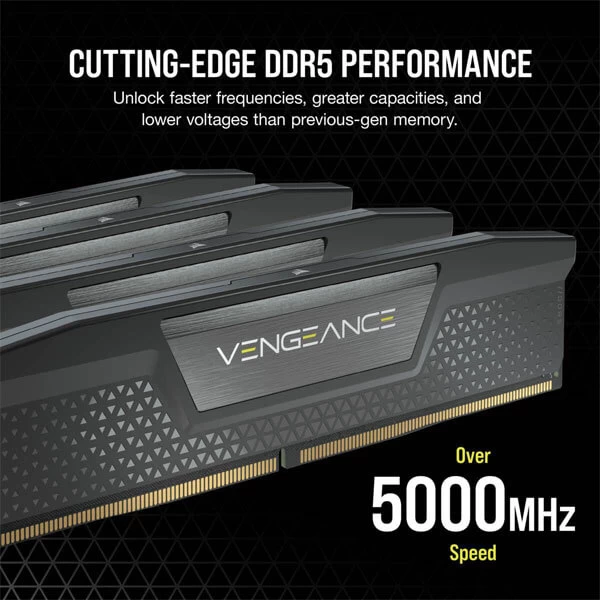 CUTTING-EDGE DDR5 PERFORMANCE
Unlock faster frequencies, greater capacities, and
lower voltages than previous-gen memory.
VENGEANCE
Over
5000MHz
Speed